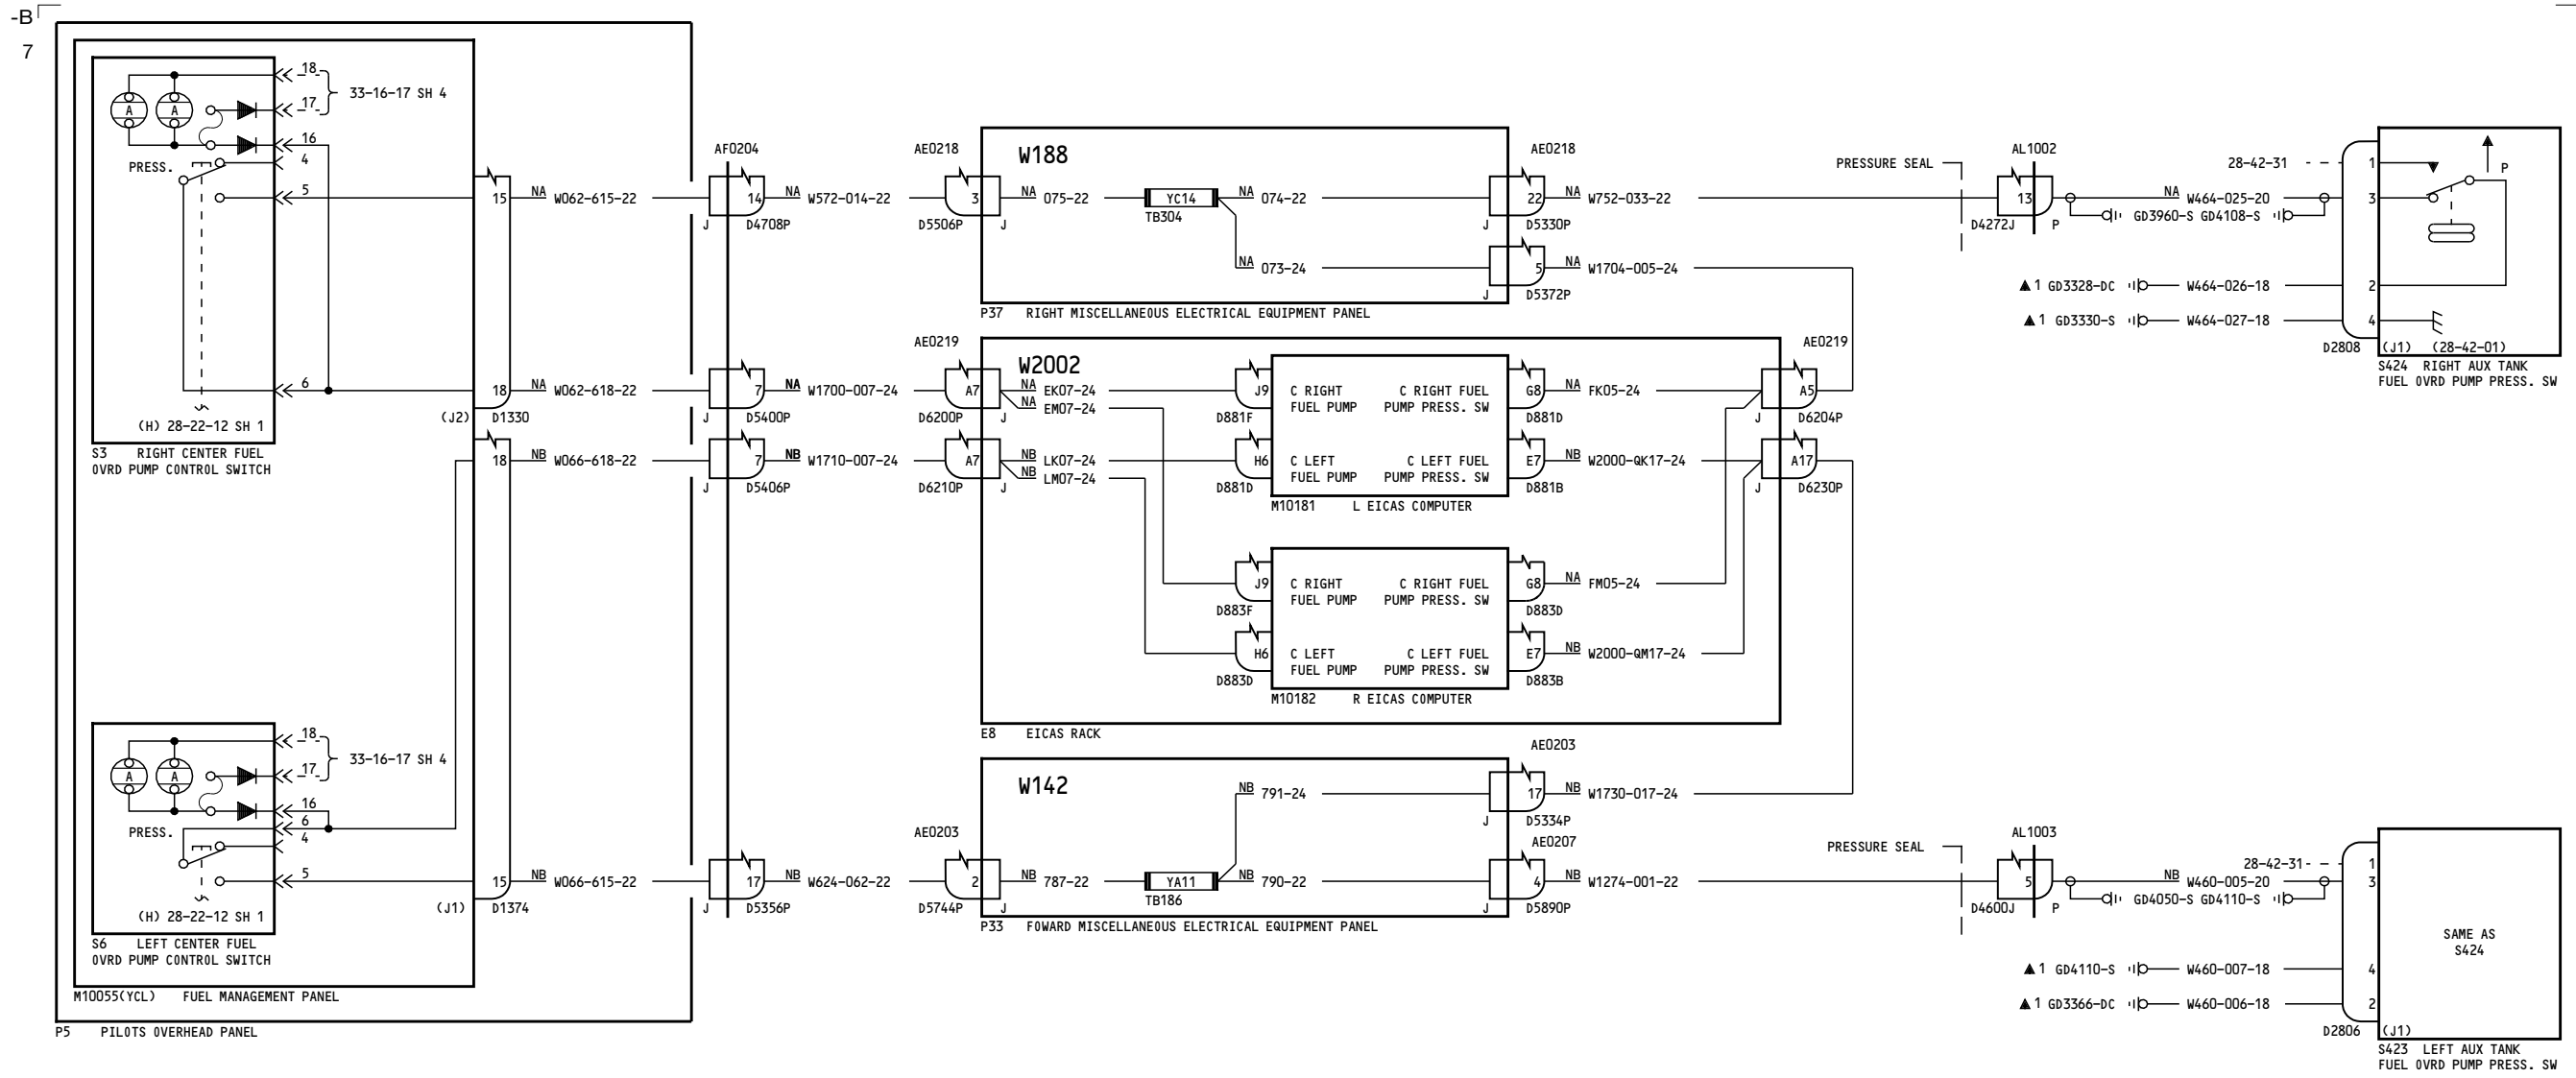 -B
7
18
17
33-16-17 SH 4
16
4
PRESS.
5
6
(H) 28-22-12 SH 1
S3 RIGHT CENTER FUEL
OVRD PUMP CONTROL SWITCH
A A
15
NA W062-615-22
18
NA W062-618-22
(J2) D1330
18
NB W066-618-22
15
NB W066-615-22
(J1) D1374
18
17
33-16-17 SH 4
A A
16
6
4
PRESS.
5
(H) 28-22-12 SH 1
S6 LEFT CENTER FUEL
OVRD PUMP CONTROL SWITCH
M10055(YCL) FUEL MANAGEMENT PANEL
P5 PILOTS OVERHEAD PANEL
AF0204
14
NA W572-014-22
J D4708P
7
NA W1700-007-24
J D5400P
7
NB W1710-007-24
J D5406P
17
NB W624-062-22
J D5356P
AE0218
3
D5506P J
W188
NA 075-22
YC14
TB304
NA 074-22
NA 073-24
AE0218
22
NA W752-033-22
J D5330P
5
NA W1704-005-24
J D5372P
P37 RIGHT MISCELLANEOUS ELECTRICAL EQUIPMENT PANEL
AE0219
A7
D6200P J
A7
D6210P J
W2002
NA EK07-24
NA EM07-24
NB LK07-24
NB LM07-24
J9
D881F
H6
D881D
C RIGHT
FUEL PUMP
C RIGHT FUEL
PUMP PRESS. SW
C LEFT
FUEL PUMP
C LEFT FUEL
PUMP PRESS. SW
M10181 L EICAS COMPUTER
G8
NA FK05-24
D881D
E7
NB W2000-QK17-24
D881B
J9
D883F
H6
D883D
C RIGHT
FUEL PUMP
C RIGHT FUEL
PUMP PRESS. SW
C LEFT
FUEL PUMP
C LEFT FUEL
PUMP PRESS. SW
M10182 R EICAS COMPUTER
G8
NA FM05-24
D883D
E7
NB W2000-QM17-24
D883B
AE0219
A5
J D6204P
A17
J D6230P
E8 EICAS RACK
AE0203
2
D5744P J
W142
NB 787-22
YA11
TB186
NB 791-24
NB 790-22
AE0203
17
NB W1730-017-24
J D5334P
AE0207
4
NB W1274-001-22
J D5890P
P33 FOWARD MISCELLANEOUS ELECTRICAL EQUIPMENT PANEL
PRESSURE SEAL
AL1002
13
D4272J P
28-42-31
NA W464-025-20
GD3960-S GD4108-S
1 GD3328-DC W464-026-18
1 GD3330-S W464-027-18
1
3
2
4
P
D2808 (J1) (28-42-01)
S424 RIGHT AUX TANK
FUEL OVRD PUMP PRESS. SW
PRESSURE SEAL
AL1003
5
D4600J P
28-42-31
NB W460-005-20
GD4050-S GD4110-S
1 GD4110-S W460-007-18
1 GD3366-DC W460-006-18
1
3
4
2
SAME AS
S424
D2806 (J1)
S423 LEFT AUX TANK
FUEL OVRD PUMP PRESS. SW